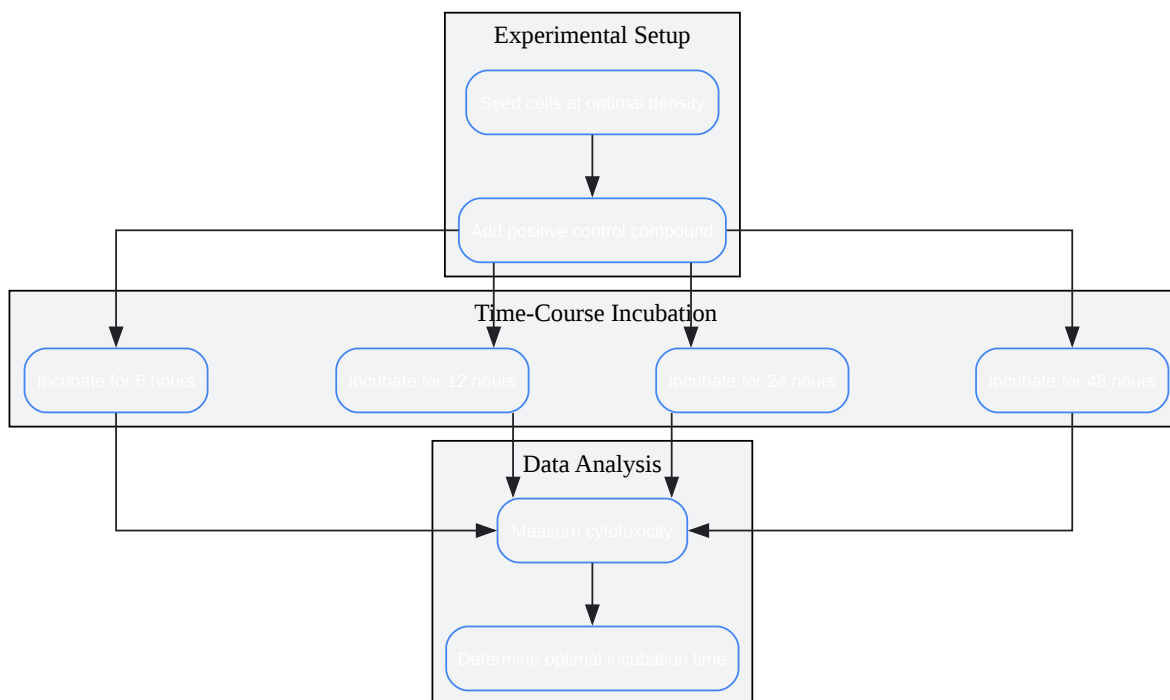 Experimental Setup
Seed cells at optimal density
Add positive control compound
Time-Course Incubation
Incubate for 6 hours
Incubate for 12 hours
Incubate for 24 hours
Incubate for 48 hours
Data Analysis
Measure cytotoxicity
Determine optimal incubation time